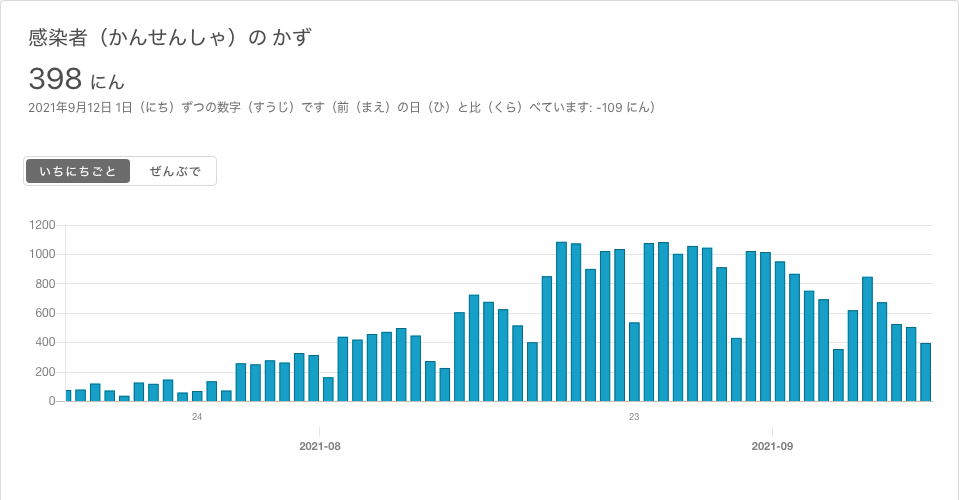 感染者（かんせんしゃ）の かず
398 にん
2021年9月12日 1日（にち）ずつの数字（すうじ）です（前（まえ）の日（ひ）と比（くら）べています: -109 にん）
いちにちごと ぜんぶで
1200
1000
800
600
400
200
0
24 23
2021-08 2021-09